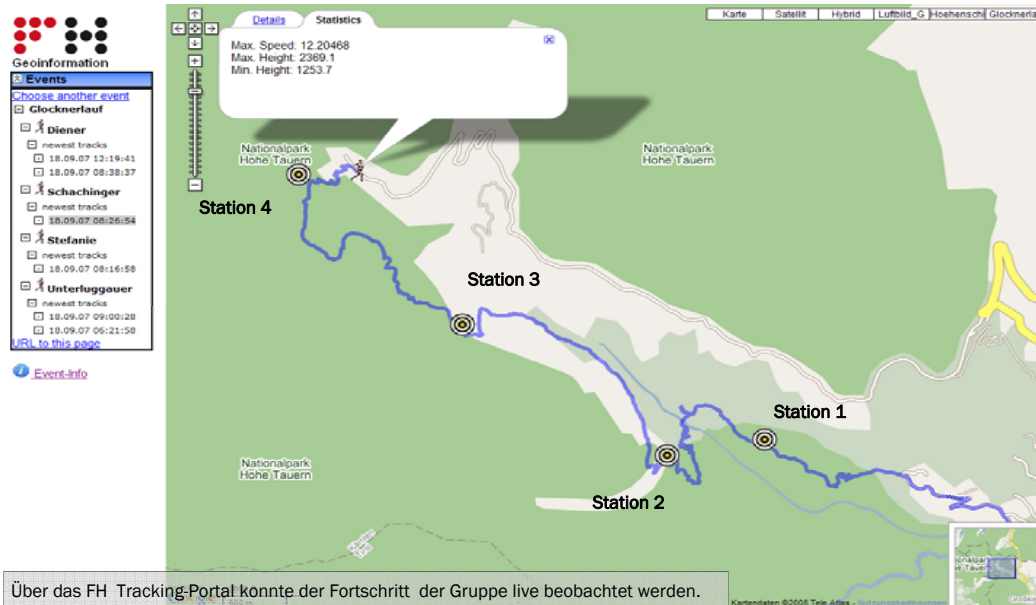 Geoinformation
Events
Choose another event
Glocknerlauf
Diener
newest tracks
18.09.07 12:19:41
18.09.07 08:38:37
Schachinger
newest tracks
18.09.07 08:26:54
Stefanie
newest tracks
18.09.07 08:16:58
Unterluggauer
newest tracks
18.09.07 09:00:28
18.09.07 06:21:58
URL to this page
Event-Info
Details Statistics
Max. Speed: 12.20468
Max. Height: 2369.1
Min. Height: 1253.7
Karte Satellit Hybrid Luftbild_G Hoehenschi Glocknerla
Nationalpark
Hohe Tauern
Nationalpark
Hohe Tauern
Station 4
Station 3
Station 1
Station 2
Nationalpark
Hohe Tauern
Über das FH Tracking-Portal konnte der Fortschritt der Gruppe live beobachtet werden.
Kartendaten ©2008 Tele Atlas - Nutzungsbedingungen